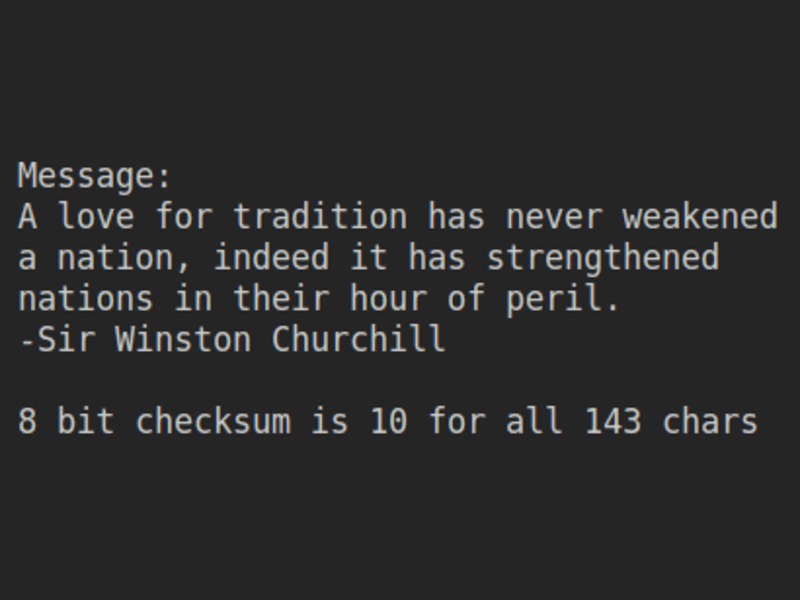 Message:
A love for tradition has never weakened
a nation, indeed it has strengthened
nations in their hour of peril.
-Sir Winston Churchill
8 bit checksum is 10 for all 143 chars